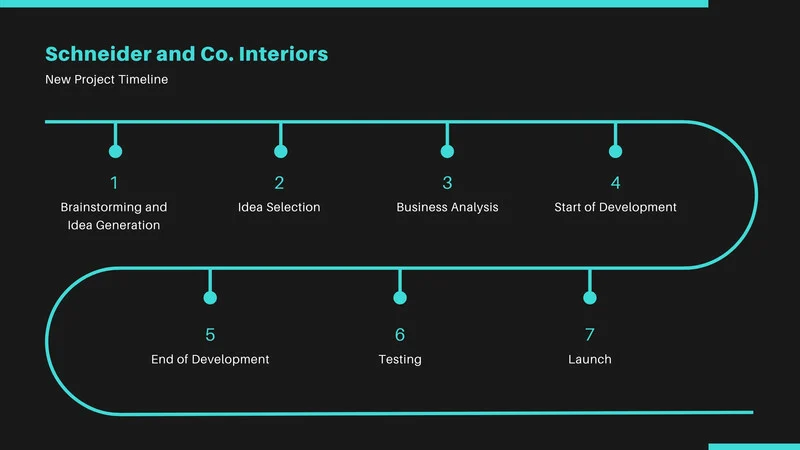 Schneider and Co. Interiors
New Project Timeline
1
Brainstorming and
Idea Generation
2
Idea Selection
3
Business Analysis
4
Start of Development
5
End of Development
6
Testing
7
Launch